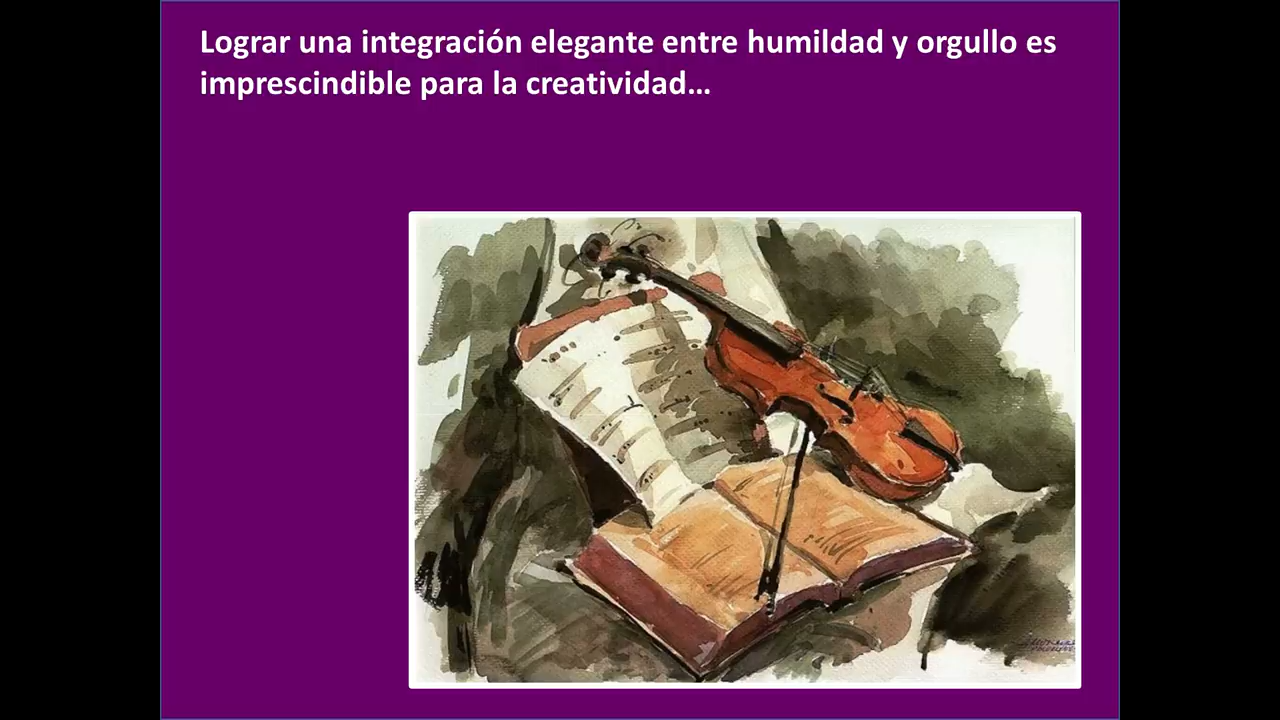 Lograr una integración elegante entre humildad y orgullo es
imprescindible para la creatividad…